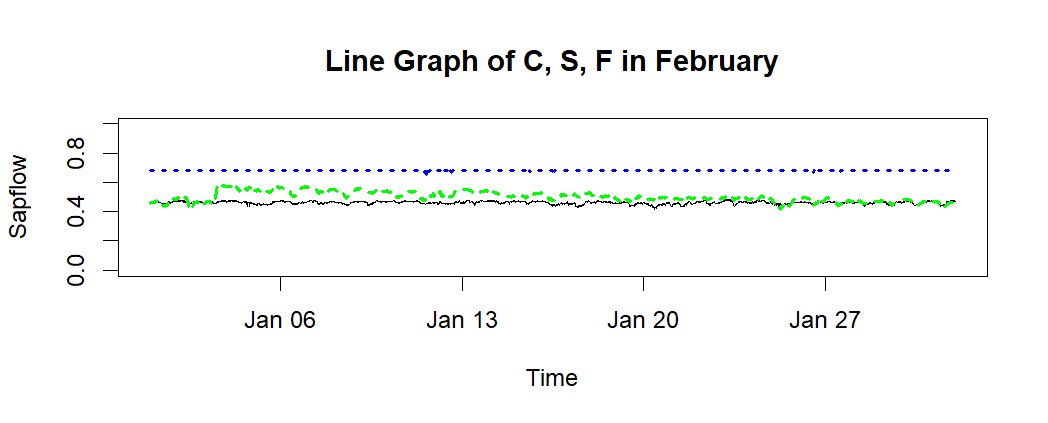 Line Graph of C, S, F in February
Sapflow
0.8
0.4
0.0
Jan 06 Jan 13 Jan 20 Jan 27
Time